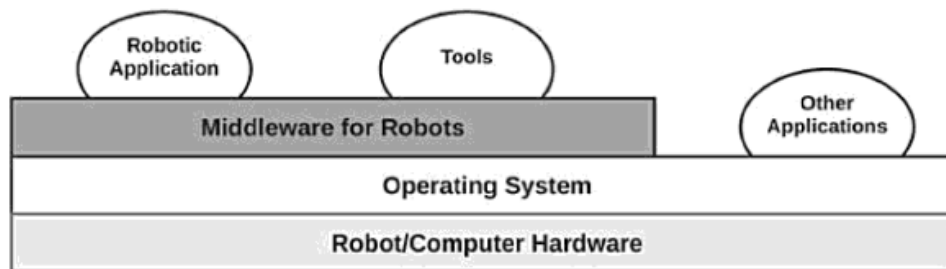 Robotic
Application
Tools
Other
Applications
Middleware for Robots
Operating System
Robot/Computer Hardware